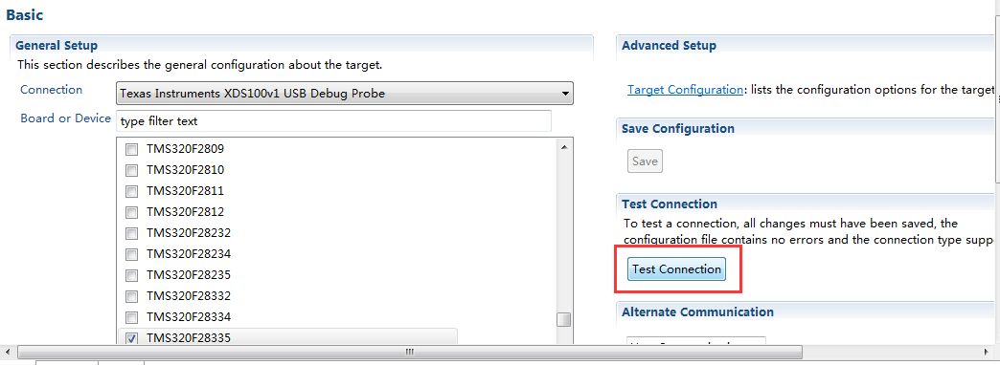 Basic
General Setup
This section describes the general configuration about the target.
Connection
Texas Instruments XDS100v1 USB Debug Probe
Board or Device
type filter text
TMS320F2809
TMS320F2810
TMS320F2811
TMS320F2812
TMS320F28232
TMS320F28234
TMS320F28235
TMS320F28332
TMS320F28334
TMS320F28335
Advanced Setup
Target Configuration: lists the configuration options for the target
Save Configuration
Save
Test Connection
To test a connection, all changes must have been saved, the
configuration file contains no errors and the connection type supp
Test Connection
Alternate Communication